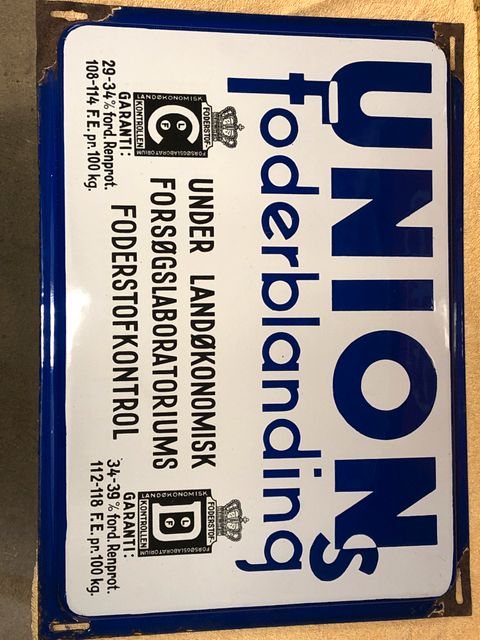 UNIONS
foderblanding
UNDER LANDØKONOMISK
FORSØGSLABORATORIUMS
FODERSTOFKONTROL
FODERSTOF-
LANDØKONOMISK
C
L F
FORSØGSLABORATORIUM
KONTROLLEN
GARANTI:
29-34% ford. Renprot.
108-114 F.E. pr. 100 kg.
FODERSTOF-
LANDØKONOMISK
D
L F
FORSØGSLABORATORIUM
KONTROLLEN
GARANTI:
34-39% ford. Renprot.
112-118 F.E. pr. 100 kg.